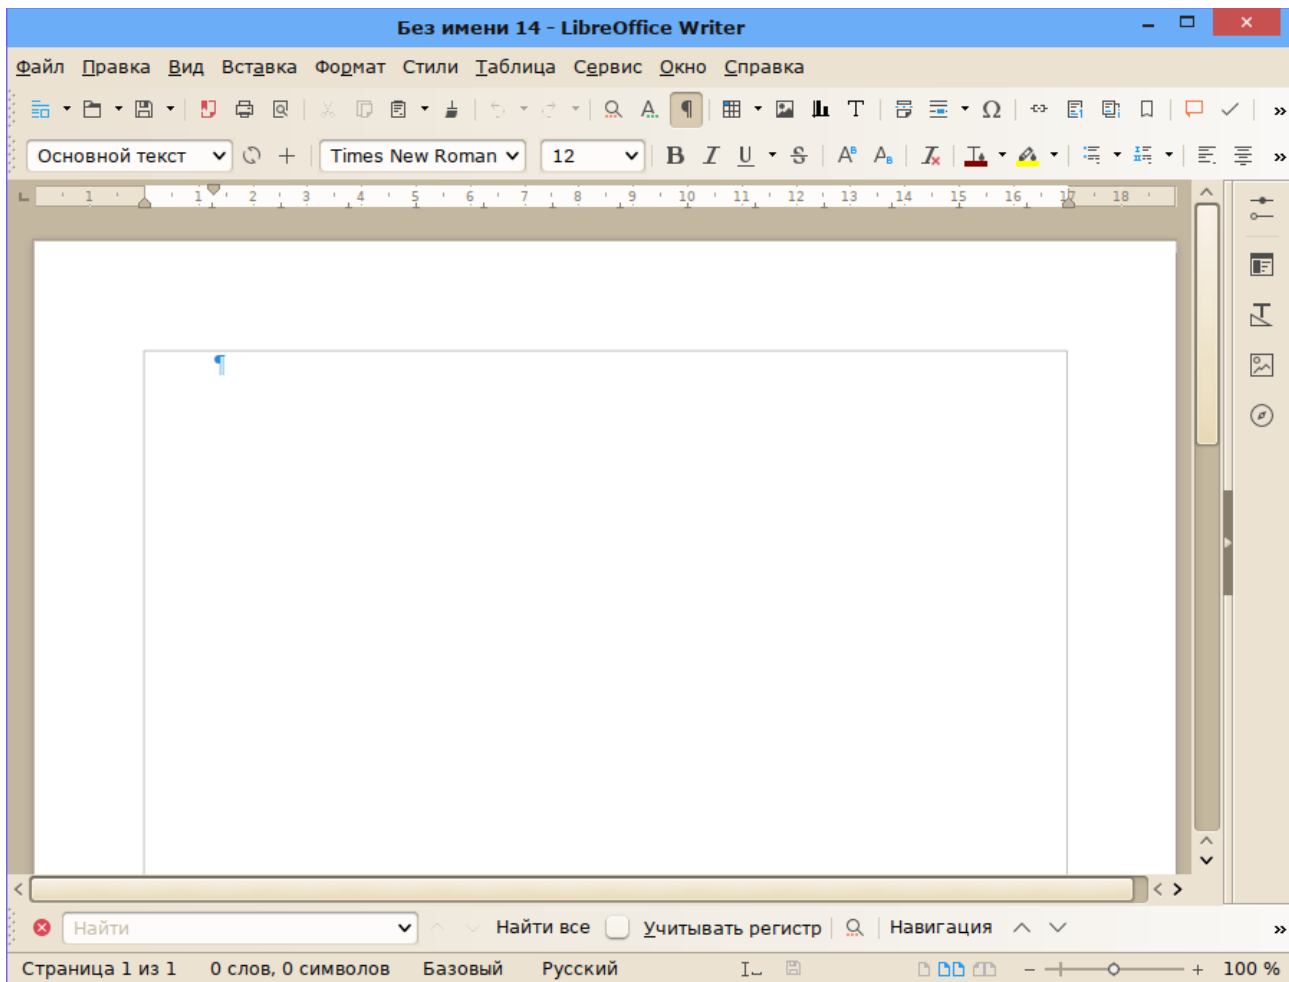 Без имени 14 - LibreOffice Writer
Файл Правка Вид Вставка Формат Стили Таблица Сервис Окно Справка
Основной текст Times New Roman 12
1 1 2 3 4 5 6 7 8 9 10 11 12 13 14 15 16 17 18
¶
Найти Найти все Учитывать регистр Навигация
Страница 1 из 1 0 слов, 0 символов Базовый Русский 100 %